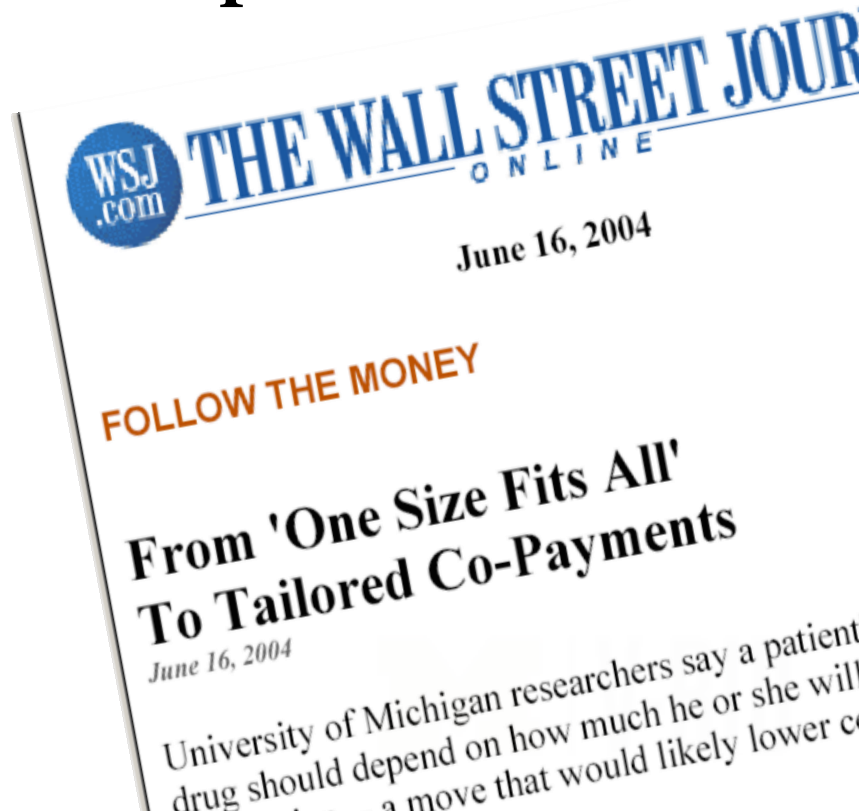 WSJ
.com
THE WALL STREET JOUR
ONLINE
June 16, 2004
FOLLOW THE MONEY
From 'One Size Fits All'
To Tailored Co-Payments
June 16, 2004
University of Michigan researchers say a patient
drug should depend on how much he or she will
a move that would likely lower